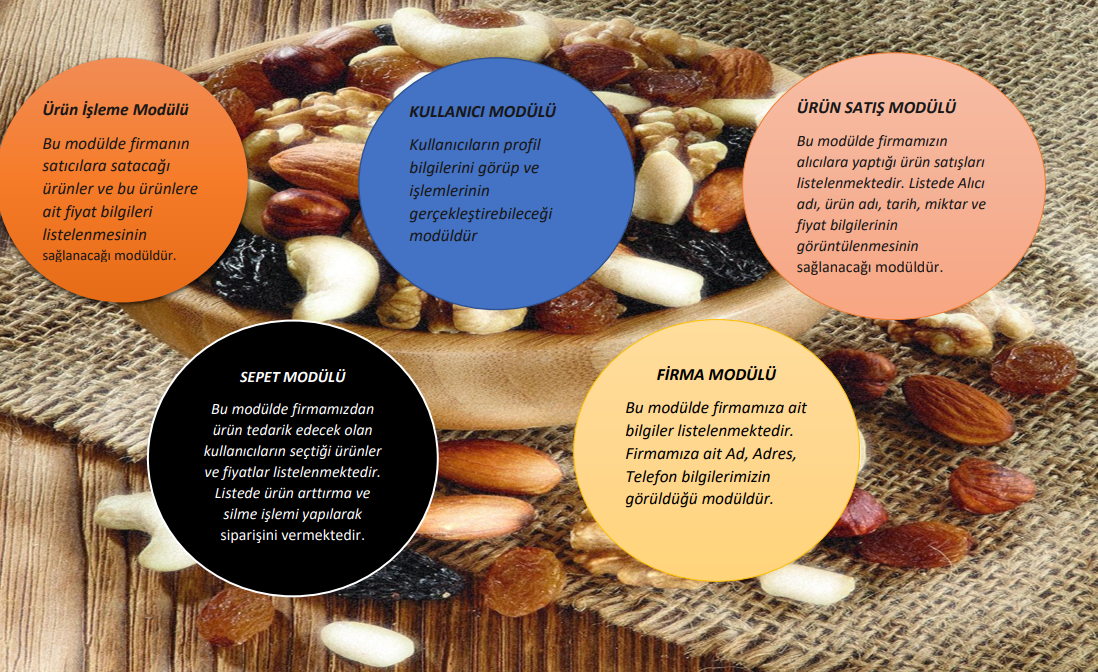 Ürün İşleme Modülü
Bu modülde firmanın
satıcılara satacağı
ürünler ve bu ürünlere
ait fiyat bilgileri
listelenmesinin
sağlanacağı modüldür.
KULLANICI MODÜLÜ
Kullanıcıların profil
bilgilerini görüp ve
işlemlerinin
gerçekleştirebileceği
modüldür
ÜRÜN SATIŞ MODÜLÜ
Bu modülde firmamızın
alıcılara yaptığı ürün satışları
listelenmektedir. Listede Alıcı
adı, ürün adı, tarih, miktar ve
fiyat bilgilerinin
görüntülenmesinin
sağlanacağı modüldür.
SEPET MODÜLÜ
Bu modülde firmamızdan
ürün tedarik edecek olan
kullanıcıların seçtiği ürünler
ve fiyatlar listelenmektedir.
Listede ürün arttırma ve
silme işlemi yapılarak
siparişini vermektedir.
FİRMA MODÜLÜ
Bu modülde firmamıza ait
bilgiler listelenmektedir.
Firmamıza ait Ad, Adres,
Telefon bilgilerimizin
görüldüğü modüldür.